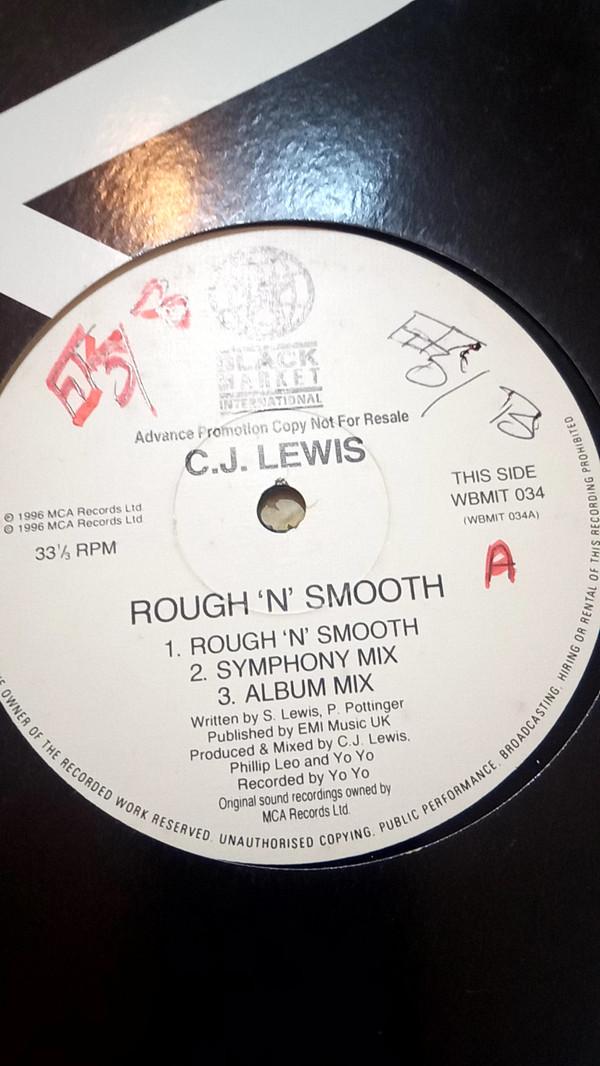 BLACK
MARKET
INTERNATIONAL
Advance Promotion Copy Not For Resale
C.J. LEWIS
℗ 1996 MCA Records Ltd
© 1996 MCA Records Ltd
33⅓ RPM
THIS SIDE
WBMIT 034
(WBMIT 034A)
A
ROUGH 'N' SMOOTH
1. ROUGH 'N' SMOOTH
2. SYMPHONY MIX
3. ALBUM MIX
Written by S. Lewis, P. Pottinger
Published by EMI Music UK
Produced & Mixed by C.J. Lewis,
Phillip Leo and Yo Yo
Recorded by Yo Yo
Original sound recordings owned by
MCA Records Ltd.
OWNER OF THE RECORDED WORK RESERVED. UNAUTHORISED COPYING. PUBLIC PERFORMANCE. BROADCASTING. HIRING OR RENTAL OF THIS RECORDING PROHIBITED